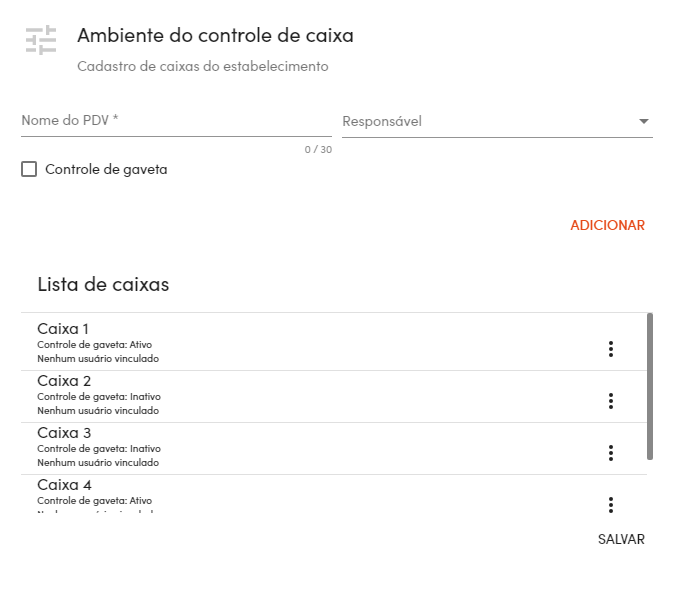 Ambiente do controle de caixa
Cadastro de caixas do estabelecimento
Nome do PDV *
Responsável
0 / 30
Controle de gaveta
ADICIONAR
Lista de caixas
Caixa 1
Controle de gaveta: Ativo
Nenhum usuário vinculado
Caixa 2
Controle de gaveta: Inativo
Nenhum usuário vinculado
Caixa 3
Controle de gaveta: Inativo
Nenhum usuário vinculado
Caixa 4
Controle de gaveta: Ativo
SALVAR